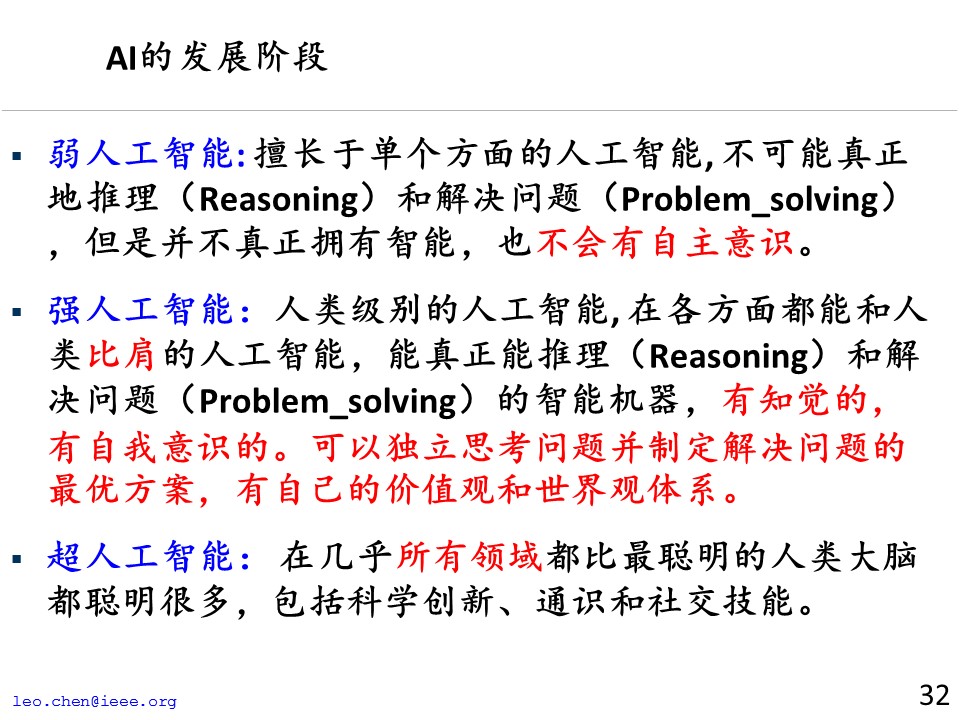 AI的发展阶段
▪ 弱人工智能:擅长于单个方面的人工智能,不可能真正
地推理（Reasoning）和解决问题（Problem_solving）
，但是并不真正拥有智能，也不会有自主意识。
▪ 强人工智能：人类级别的人工智能,在各方面都能和人
类比肩的人工智能，能真正能推理（Reasoning）和解
决问题（Problem_solving）的智能机器，有知觉的，
有自我意识的。可以独立思考问题并制定解决问题的
最优方案，有自己的价值观和世界观体系。
▪ 超人工智能： 在几乎所有领域都比最聪明的人类大脑
都聪明很多，包括科学创新、通识和社交技能。
leo.chen@ieee.org
32